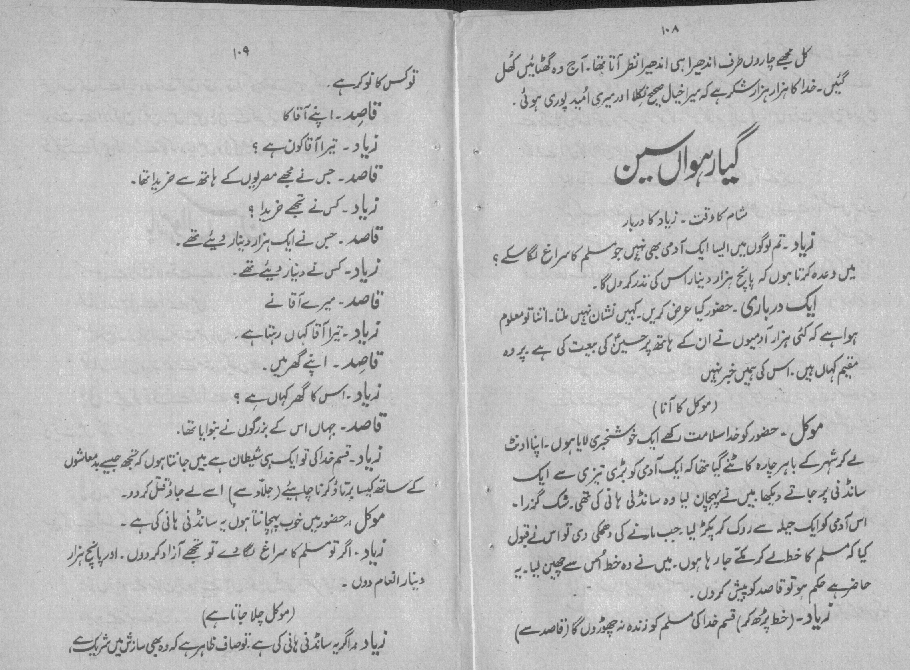 ۱۰۸
کل مجھے چاروں طرف اندھیرا ہی اندھیرا نظر آتا تھا۔ آج وہ گھٹائیں کھل
گئیں۔ خدا کا ہزار ہزار شکر ہے کہ میرا خیال صحیح نکلا اور میری امید پوری ہوئی۔
گیارہواں سین
شام کا وقت۔ زیاد کا دربار
زیاد۔ تم لوگوں میں ایسا ایک آدمی بھی نہیں جو مسلم کا سراغ لگا سکے؟
میں وعدہ کرتا ہوں کہ پانچ ہزار دینار اس کی نذر کر دوں گا۔
ایک درباری۔ حضور کیا عرض کریں۔ کہیں نشان نہیں ملتا۔ اتنا تو معلوم
ہوا ہے کہ کئی ہزار آدمیوں نے ان کے ہاتھ پر حسین کی بیعت کی ہے پر وہ
مقیم کہاں ہیں۔ اس کی ہمیں خبر نہیں
(موکل کا آنا)
موکل۔ حضور کو خدا سلامت رکھے ایک خوشخبری لایا ہوں۔ اپنا اونٹ
لے کر شہر کے باہر چارہ کاٹنے گیا تھا کہ ایک آدمی کو بڑی تیزی سے ایک
سانڈنی پر جاتے دیکھا میں نے پہچان لیا وہ سانڈنی ہانی کی تھی۔ شک گزرا۔
اس آدمی کو ایک حیلہ سے روک کر پکڑ لیا جب مارنے کی دھمکی دی تو اس نے قبول
کیا کہ مسلم کا خط لے کر مکے جا رہا ہوں۔ میں نے وہ خط اس سے چھین لیا۔ یہ
حاضر ہے حکم ہو تو قاصد کو پیش کر دوں۔
زیاد۔ (خط پڑھ کر) قسم خدا کی مسلم کو زندہ نہ چھوڑوں گا (قاصد سے)
۱۰۹
تو کس کا نوکر ہے۔
قاصد۔ اپنے آقا کا
زیاد۔ تیرا آقا کون ہے؟
قاصد۔ جس نے مجھے مصریوں کے ہاتھ سے خریدا تھا۔
زیاد۔ کس نے تجھے خریدا؟
قاصد۔ جس نے ایک ہزار دینار دیئے تھے۔
زیاد۔ کس نے دینار دیئے تھے۔
قاصد۔ میرے آقا نے
زیاد۔ تیرا آقا کہاں رہتا ہے۔
قاصد۔ اپنے گھر میں۔
زیاد۔ اس کا گھر کہاں ہے؟
قاصد۔ جہاں اس کے بزرگوں نے بنوایا تھا۔
زیاد۔ قسم خدا کی تو ایک ہی شیطان ہے میں جانتا ہوں کہ تجھ جیسے بدمعاشوں
کے ساتھ کیسا برتاؤ کرنا چاہئیے (جلاد سے) اسے لے جاؤ قتل کر دو۔
موکل۔ حضور میں خوب پہچانتا ہوں یہ سانڈنی ہانی کی ہے۔
زیاد۔ اگر تو مسلم کا سراغ لگا دے تو تجھے آزاد کر دوں۔ اور پانچ ہزار
دینار انعام دوں۔
(موکل چلا جاتا ہے)
زیاد۔ اگر یہ سانڈنی ہانی کی ہے۔ تو صاف ظاہر ہے کہ وہ بھی سازش میں شریک ہے